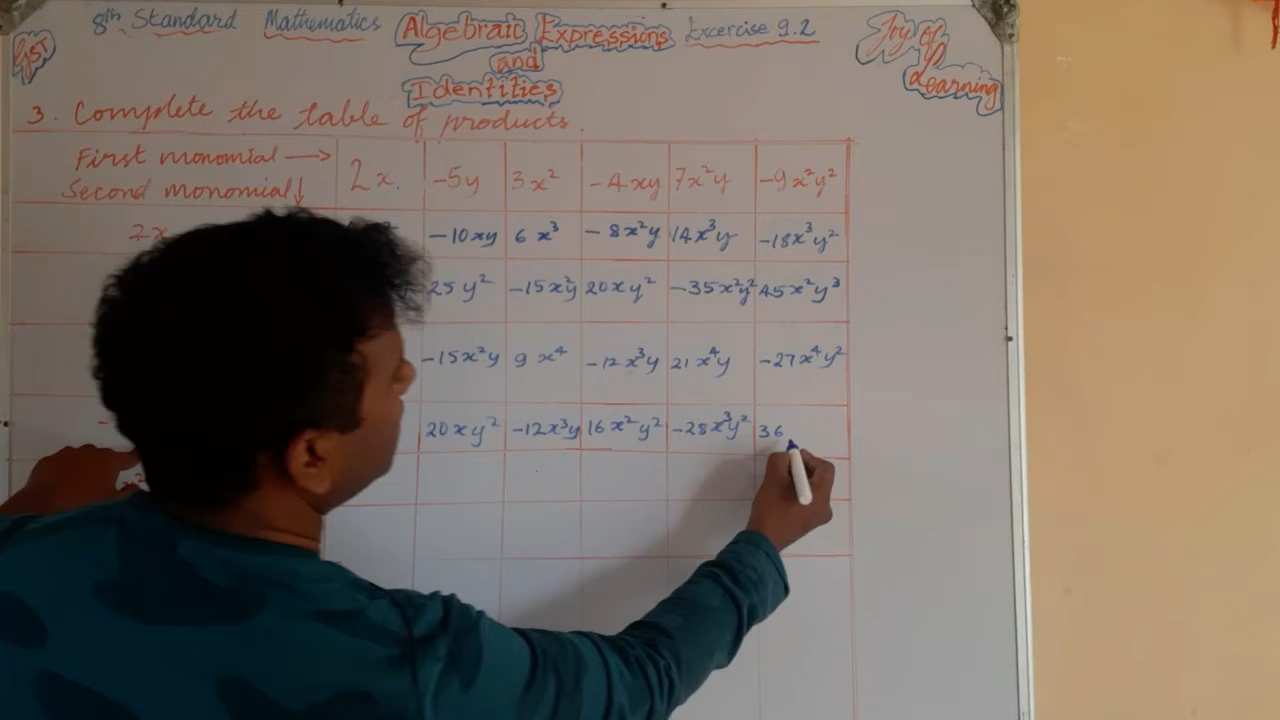 8th Standard Mathematics Algebraic Expressions Excercise 9.2
and
Identities
Joy of
Learning
3. Complete the table of products.
First monomial → 2x. -5y 3x² -4xy 7x²y -9x²y²
Second monomial ↓
2x -10xy 6x³ -8x²y 14x³y -18x³y²
25y² -15x²y 20xy² -35x²y² 45x²y³
-15x²y 9x⁴ -12x³y 21x⁴y -27x⁴y²
20xy² -12x³y 16x²y² -28x³y² 36